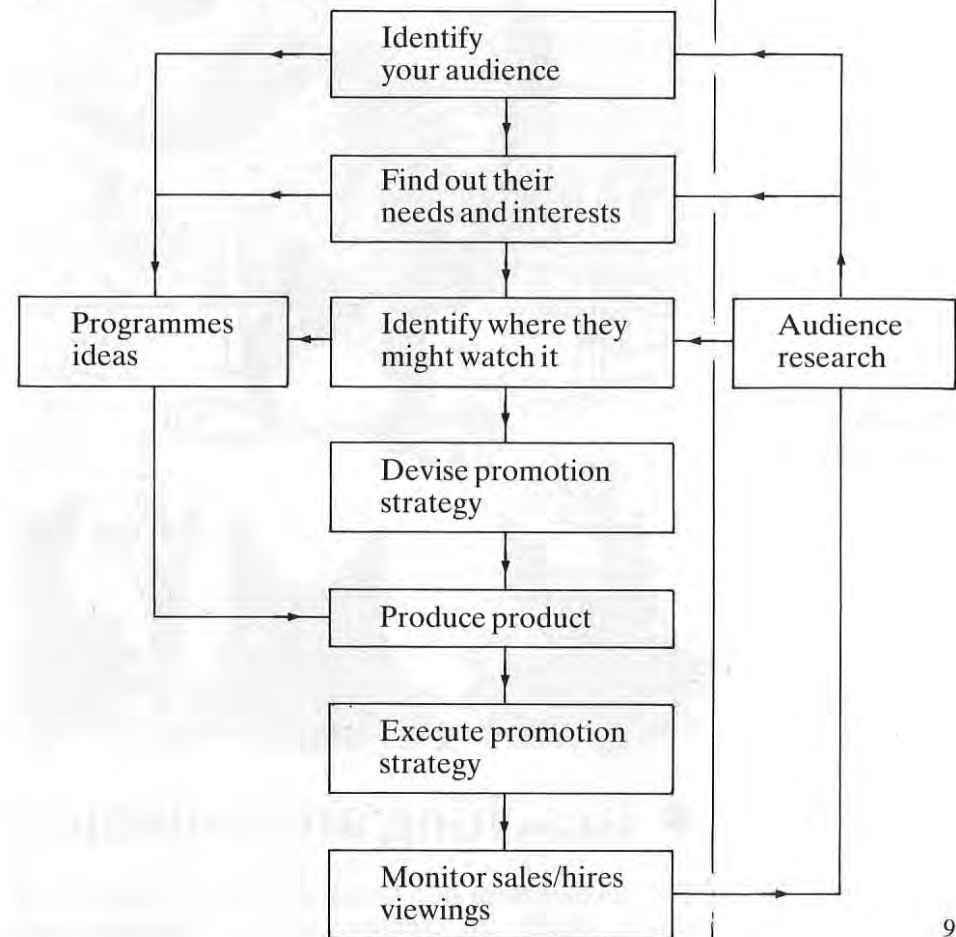 Identify
your audience
Find out their
needs and interests
Programmes
ideas
Identify where they
might watch it
Audience
research
Devise promotion
strategy
Produce product
Execute promotion
strategy
Monitor sales/hires
viewings
9